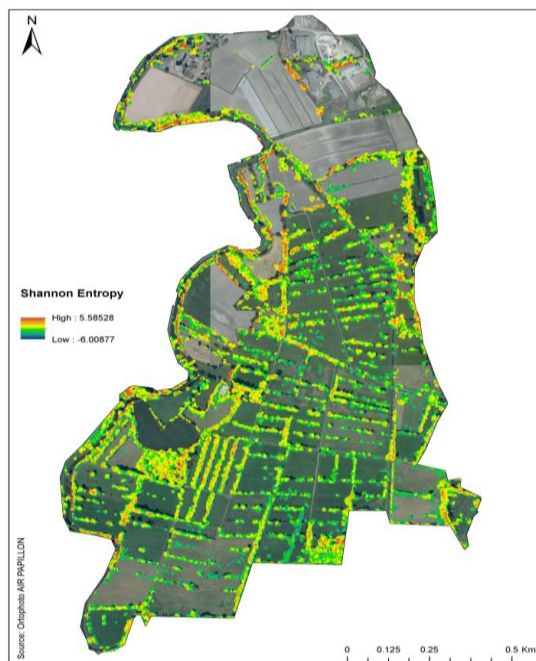 N
Shannon Entropy
High : 5.58528
Low : -6.00877
Source: Ortophoto AIR PAPILLON
0 0.125 0.25 0.5 Km